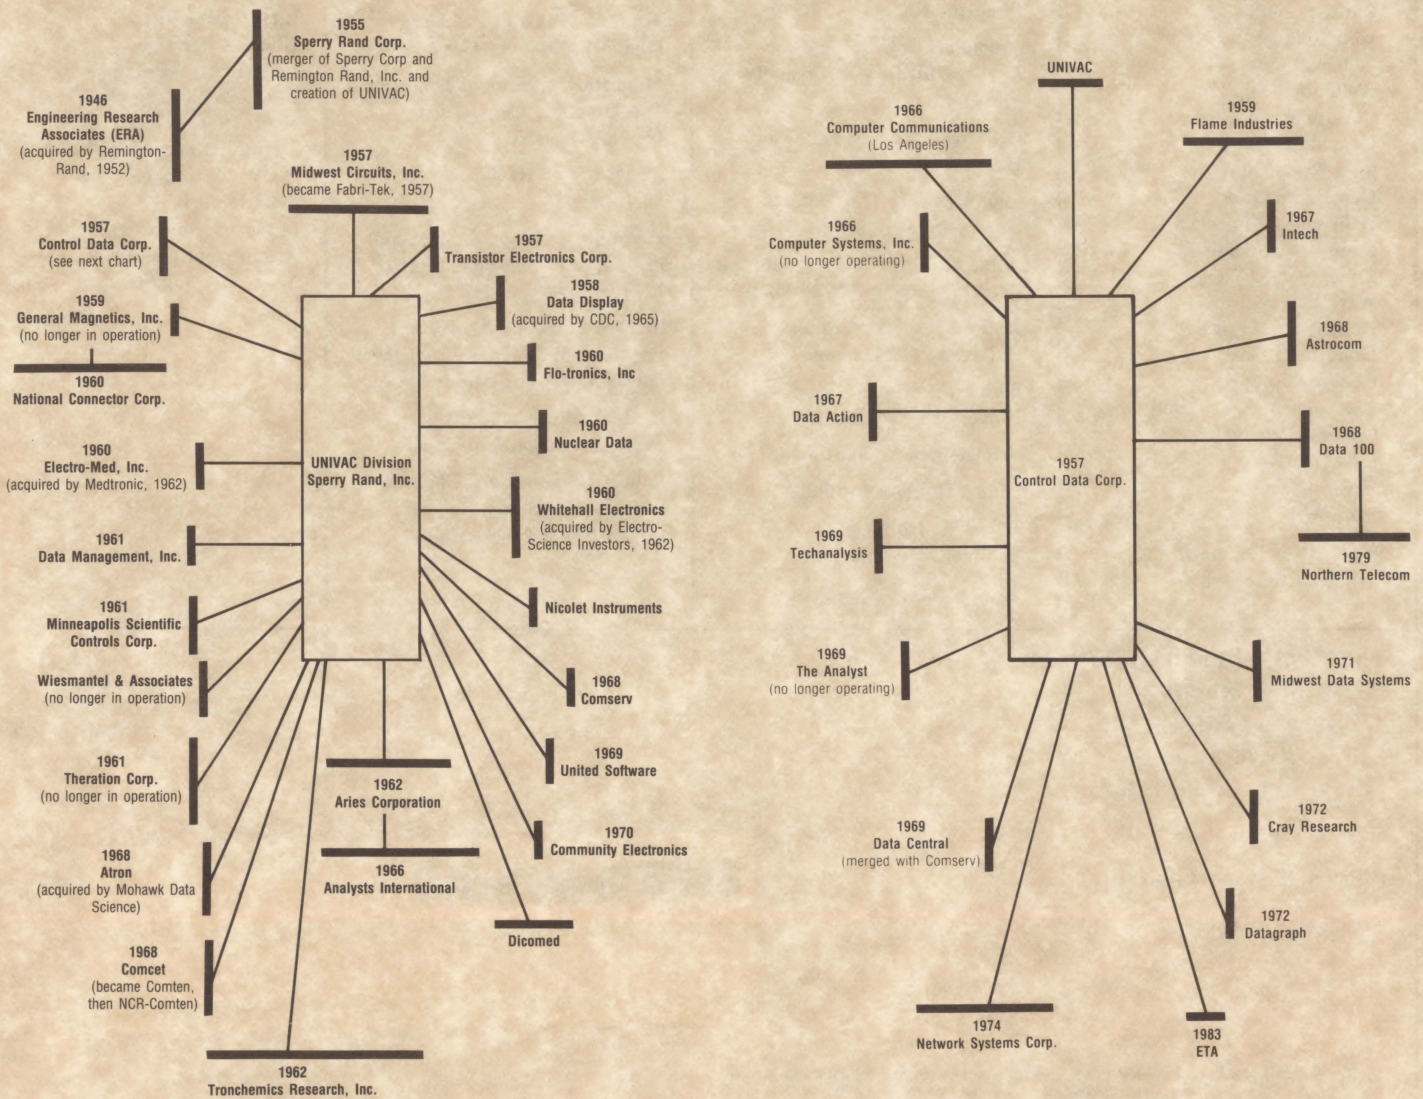 1955
Sperry Rand Corp.
(merger of Sperry Corp and
Remington Rand, Inc. and
creation of UNIVAC)
1946
Engineering Research
Associates (ERA)
(acquired by Remington-
Rand, 1952)
1957
Midwest Circuits, Inc.
(became Fabri-Tek, 1957)
1957
Control Data Corp.
(see next chart)
1957
Transistor Electronics Corp.
1959
General Magnetics, Inc.
(no longer in operation)
1958
Data Display
(acquired by CDC, 1965)
1960
National Connector Corp.
1960
Flo-tronics, Inc
1960
Nuclear Data
1960
Electro-Med, Inc.
(acquired by Medtronic, 1962)
UNIVAC Division
Sperry Rand, Inc.
1960
Whitehall Electronics
(acquired by Electro-
Science Investors, 1962)
1961
Data Management, Inc.
1961
Minneapolis Scientific
Controls Corp.
Nicolet Instruments
Wiesmantel & Associates
(no longer in operation)
1968
Comserv
1961
Theration Corp.
(no longer in operation)
1969
United Software
1962
Aries Corporation
1970
Community Electronics
1966
Analysts International
1968
Atron
(acquired by Mohawk Data
Science)
Dicomed
1968
Comcet
(became Comten,
then NCR-Comten)
1962
Tronchemics Research, Inc.
UNIVAC
1966
Computer Communications
(Los Angeles)
1959
Flame Industries
1966
Computer Systems, Inc.
(no longer operating)
1967
Intech
1968
Astrocom
1967
Data Action
1968
Data 100
1957
Control Data Corp.
1969
Techanalysis
1979
Northern Telecom
1969
The Analyst
(no longer operating)
1971
Midwest Data Systems
1969
Data Central
(merged with Comserv)
1972
Cray Research
1972
Datagraph
1974
Network Systems Corp.
1983
ETA